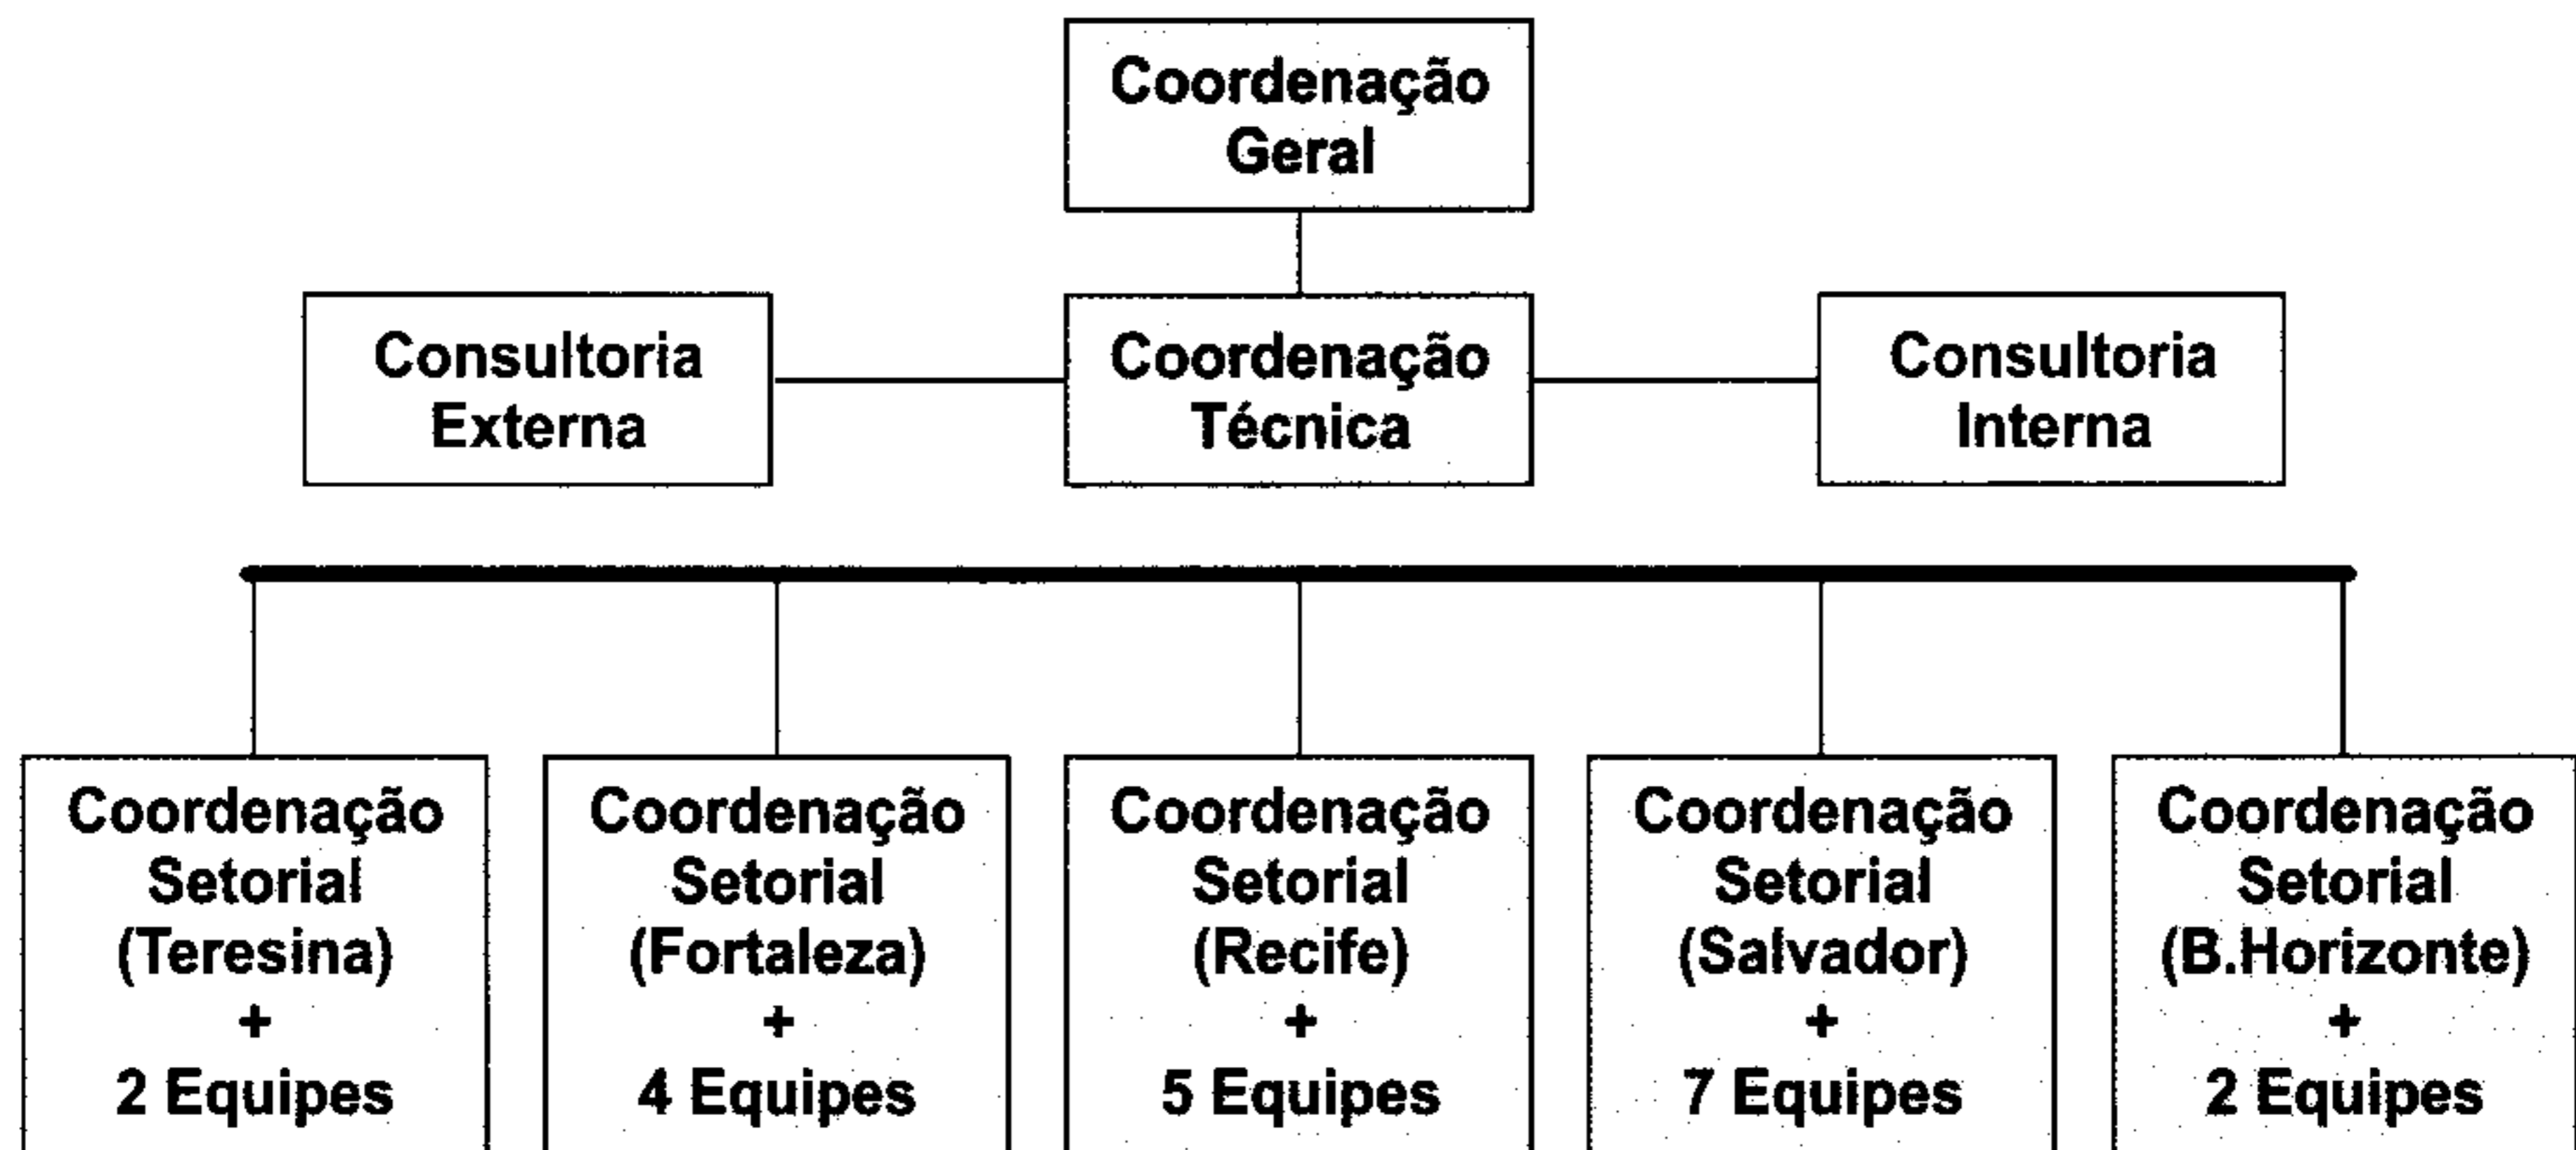 Coordenação
Geral
Consultoria
Externa
Coordenação
Técnica
Consultoria
Interna
Coordenação
Setorial
(Teresina)
+
2 Equipes
Coordenação
Setorial
(Fortaleza)
+
4 Equipes
Coordenação
Setorial
(Recife)
+
5 Equipes
Coordenação
Setorial
(Salvador)
+
7 Equipes
Coordenação
Setorial
(B.Horizonte)
+
2 Equipes